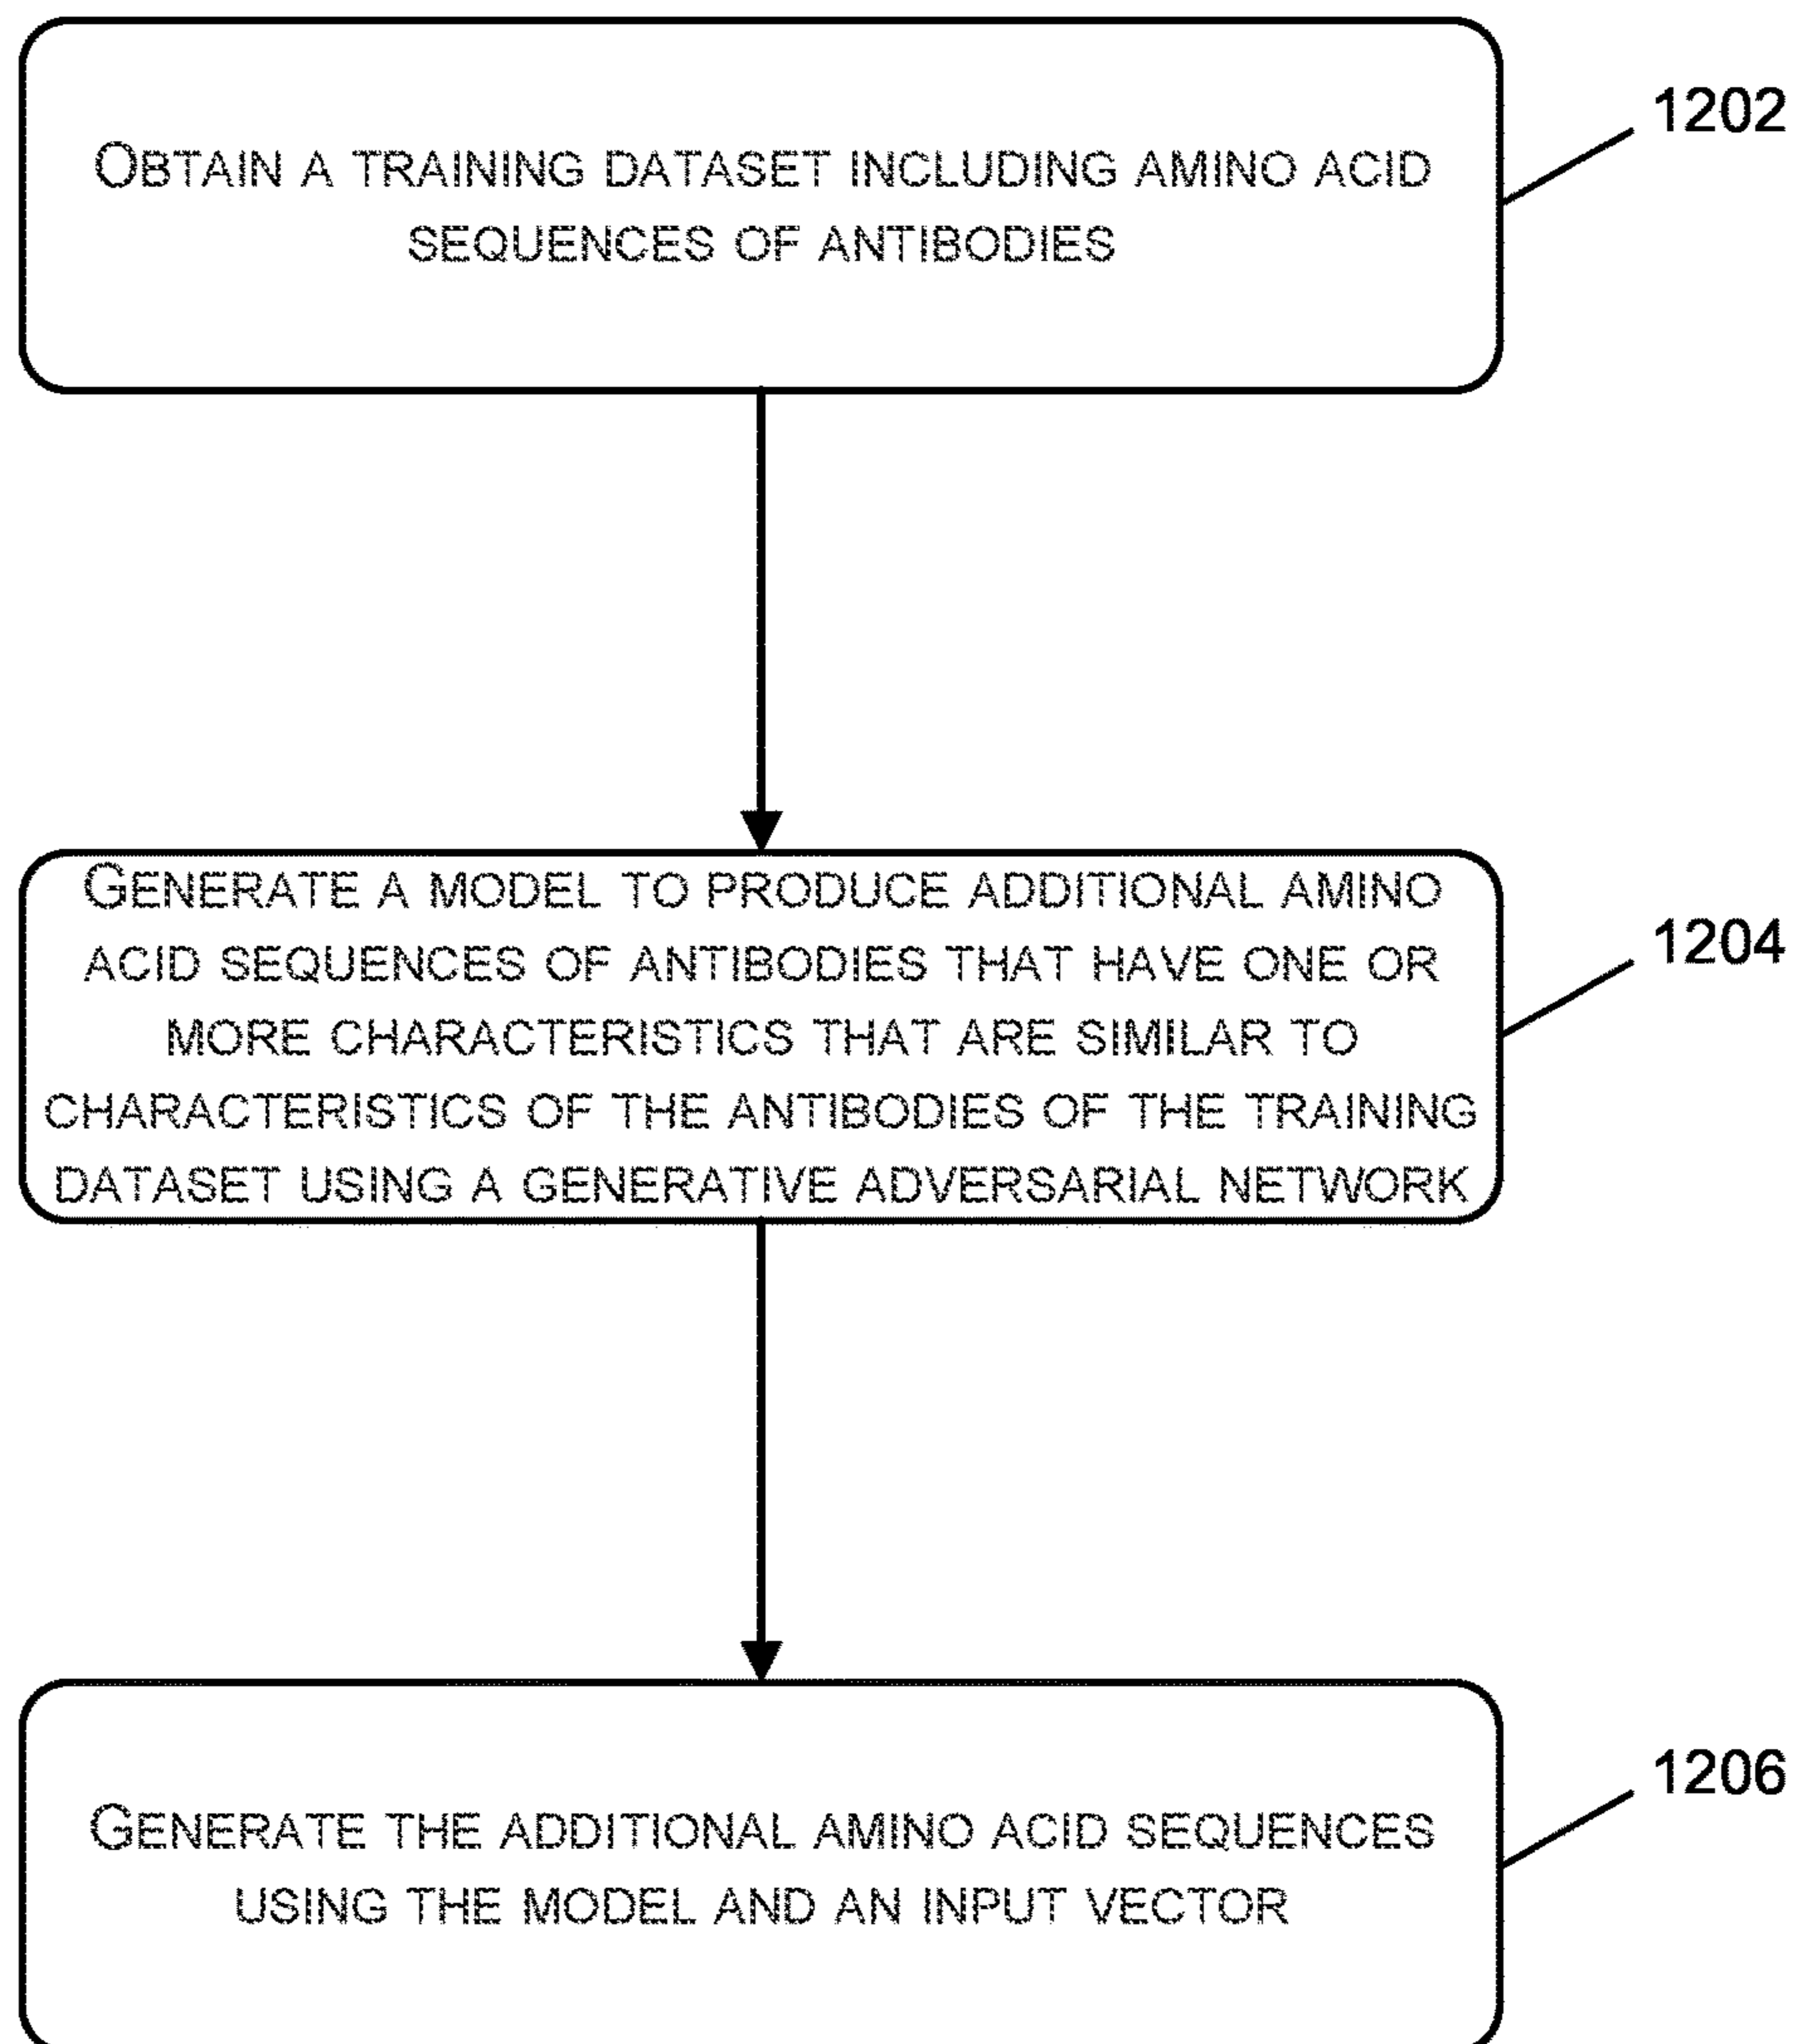 OBTAIN A TRAINING DATASET INCLUDING AMINO ACID
SEQUENCES OF ANTIBODIES
1202
GENERATE A MODEL TO PRODUCE ADDITIONAL AMINO
ACID SEQUENCES OF ANTIBODIES THAT HAVE ONE OR
MORE CHARACTERISTICS THAT ARE SIMILAR TO
CHARACTERISTICS OF THE ANTIBODIES OF THE TRAINING
DATASET USING A GENERATIVE ADVERSARIAL NETWORK
1204
GENERATE THE ADDITIONAL AMINO ACID SEQUENCES
USING THE MODEL AND AN INPUT VECTOR
1206